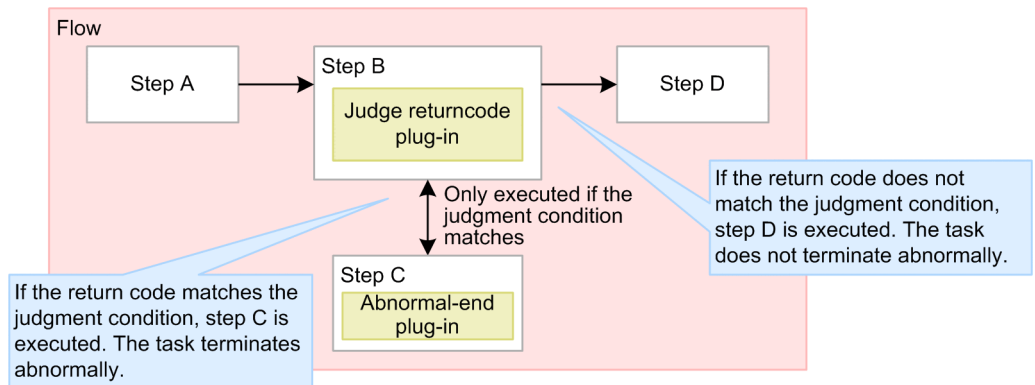 Flow
Step A
Step B
Judge returncode
plug-in
Step D
Only executed if the
judgment condition
matches
If the return code does not
match the judgment condition,
step D is executed. The task
does not terminate abnormally.
Step C
Abnormal-end
plug-in
If the return code matches the
judgment condition, step C is
executed. The task terminates
abnormally.